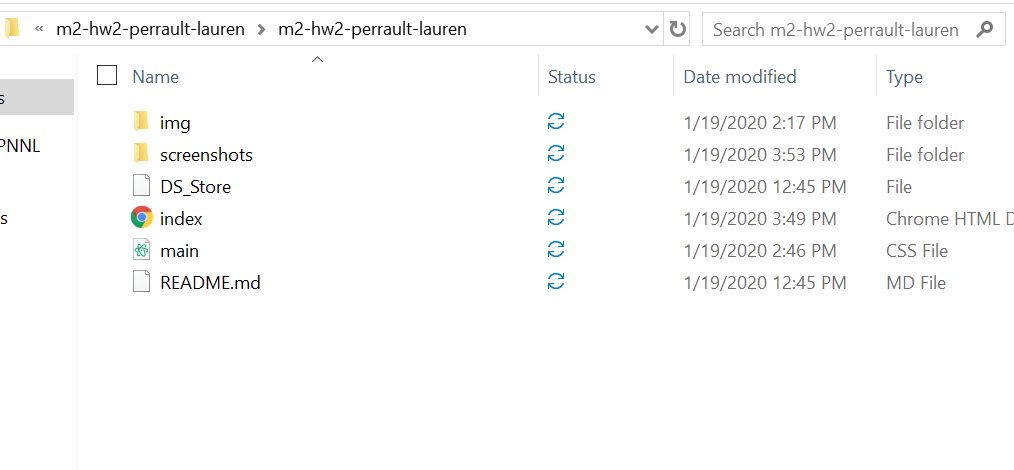 « m2-hw2-perrault-lauren > m2-hw2-perrault-lauren Search m2-hw2-perrault-lauren
Name Status Date modified Type
img 1/19/2020 2:17 PM File folder
screenshots 1/19/2020 3:53 PM File folder
DS_Store 1/19/2020 12:45 PM File
index 1/19/2020 3:49 PM Chrome HTML D
main 1/19/2020 2:46 PM CSS File
README.md 1/19/2020 12:45 PM MD File
s
PNNL
s